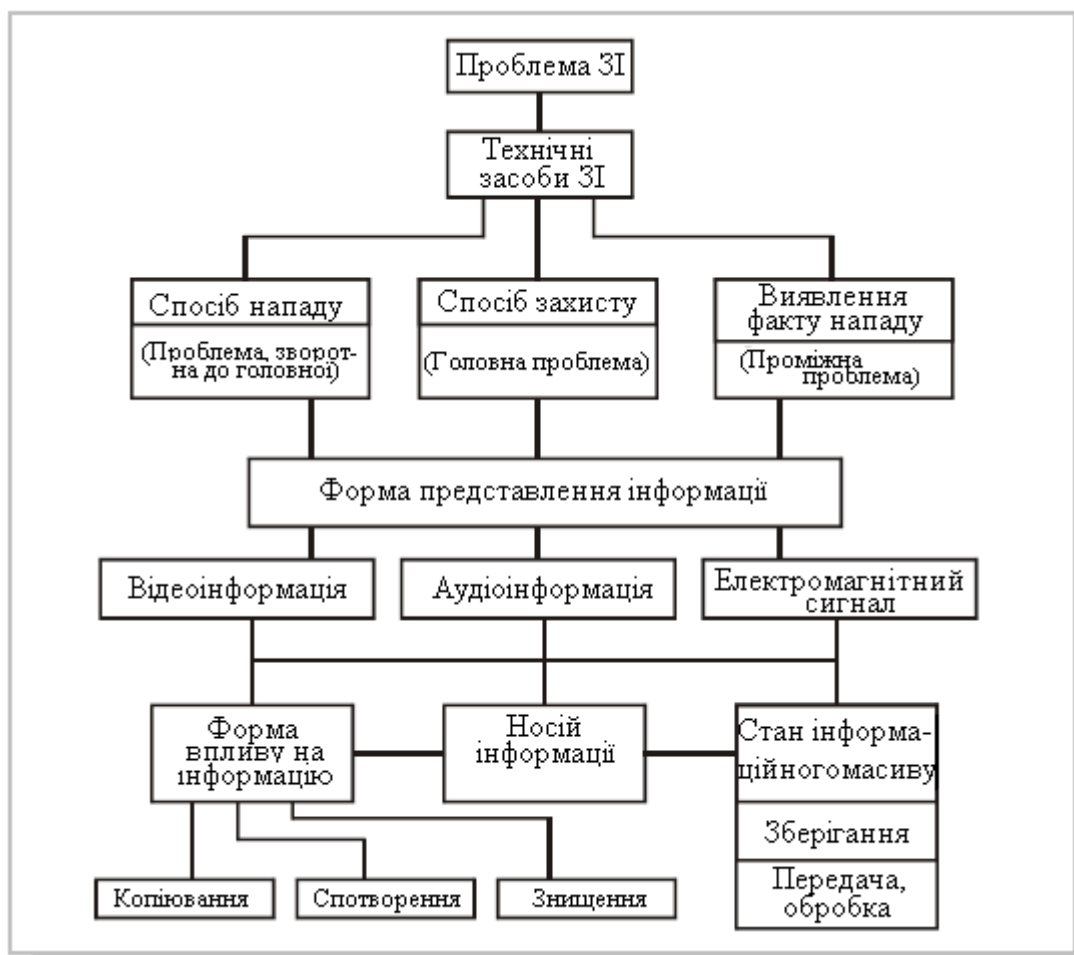 Проблема ЗІ
Технічні
засоби ЗІ
Спосіб нападу
(Проблема, зворот-
на до головної)
Спосіб захисту
(Головна проблема)
Виявлення
факту нападу
(Проміжна
проблема)
Форма представлення інформації
Відеоінформація
Аудіоінформація
Електромагнітний
сигнал
Форма
впливу на
інформацію
Носій
інформації
Стан інформа-
ційногомасиву
Зберігання
Передача,
обробка
Копіювання
Спотворення
Знищення